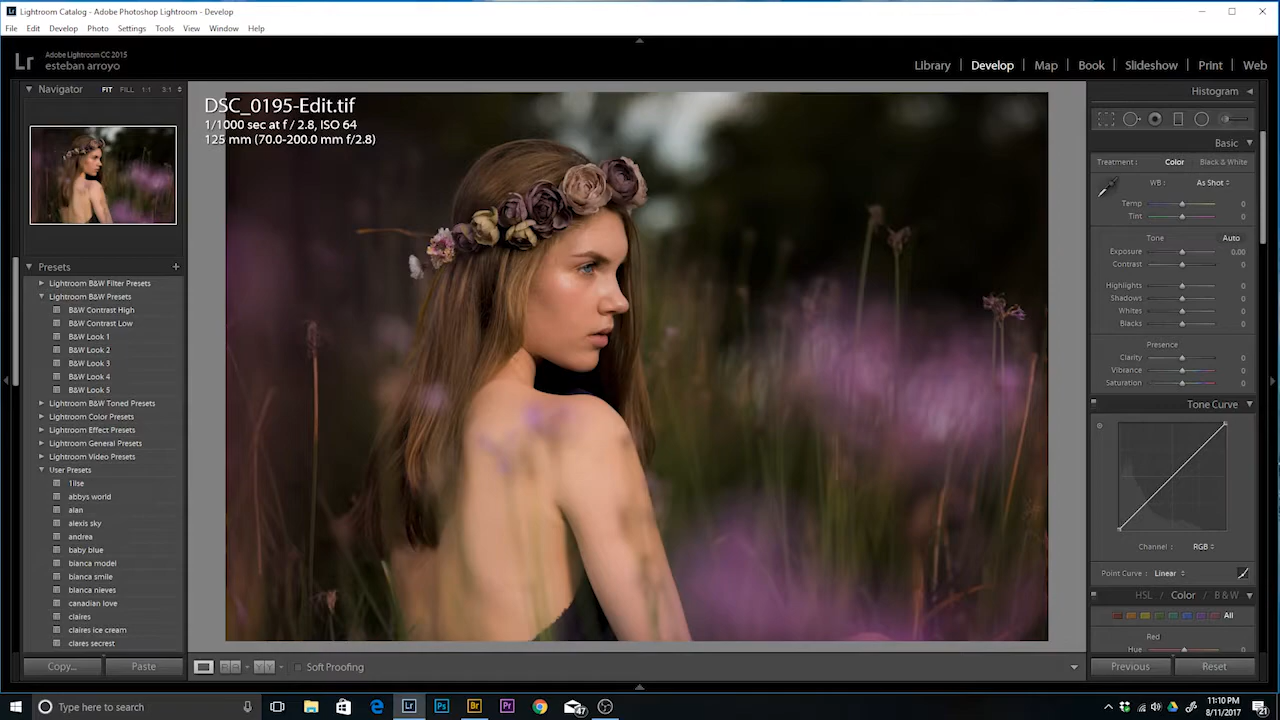 Lightroom Catalog - Adobe Photoshop Lightroom - Develop
File Edit Develop Photo Settings Tools View Window Help
Lr Adobe Lightroom CC 2015
esteban arroyo
Library Develop Map Book Slideshow Print Web
Navigator FIT FILL 1:1 3:1
Presets +
Lightroom B&W Filter Presets
Lightroom B&W Presets
B&W Contrast High
B&W Contrast Low
B&W Look 1
B&W Look 2
B&W Look 3
B&W Look 4
B&W Look 5
Lightroom B&W Toned Presets
Lightroom Color Presets
Lightroom Effect Presets
Lightroom General Presets
Lightroom Video Presets
User Presets
1ilse
abbys world
alan
alexis sky
andrea
baby blue
bianca model
bianca smile
bianca nieves
canadian love
claires
claires ice cream
clares secrest
Copy... Paste
DSC_0195-Edit.tif
1/1000 sec at f / 2.8, ISO 64
125 mm (70.0-200.0 mm f/2.8)
Soft Proofing
Histogram
Basic
Treatment : Color Black & White
WB : As Shot
Temp 0
Tint 0
Tone Auto
Exposure 0.00
Contrast 0
Highlights 0
Shadows 0
Whites 0
Blacks 0
Presence
Clarity 0
Vibrance 0
Saturation 0
Tone Curve
Channel : RGB
Point Curve : Linear
HSL / Color / B & W
All
Red
Hue 0
Previous Reset
Type here to search
Lr Ps Br Pr
11:10 PM
8/11/2017